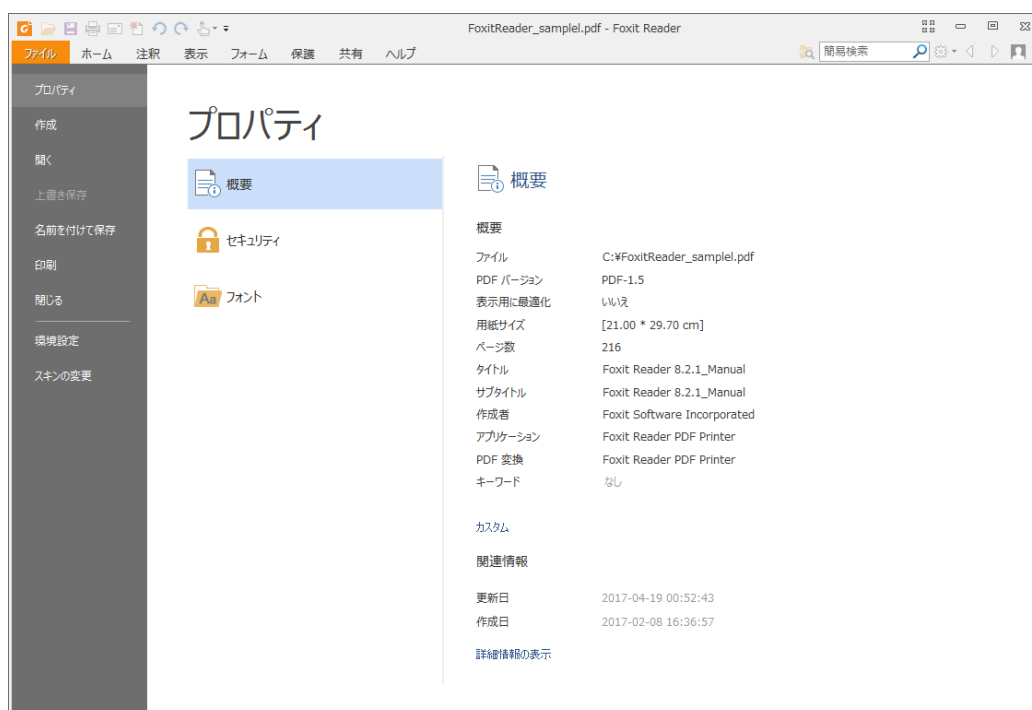 FoxitReader_samplel.pdf - Foxit Reader
ファイル ホーム 注釈 表示 フォーム 保護 共有 ヘルプ 簡易検索
プロパティ
作成
開く
上書き保存
名前を付けて保存
印刷
閉じる
環境設定
スキンの変更
プロパティ
概要
セキュリティ
Aa フォント
概要
概要
ファイル C:¥FoxitReader_samplel.pdf
PDF バージョン PDF-1.5
表示用に最適化 いいえ
用紙サイズ [21.00 * 29.70 cm]
ページ数 216
タイトル Foxit Reader 8.2.1_Manual
サブタイトル Foxit Reader 8.2.1_Manual
作成者 Foxit Software Incorporated
アプリケーション Foxit Reader PDF Printer
PDF 変換 Foxit Reader PDF Printer
キーワード なし
カスタム
関連情報
更新日 2017-04-19 00:52:43
作成日 2017-02-08 16:36:57
詳細情報の表示